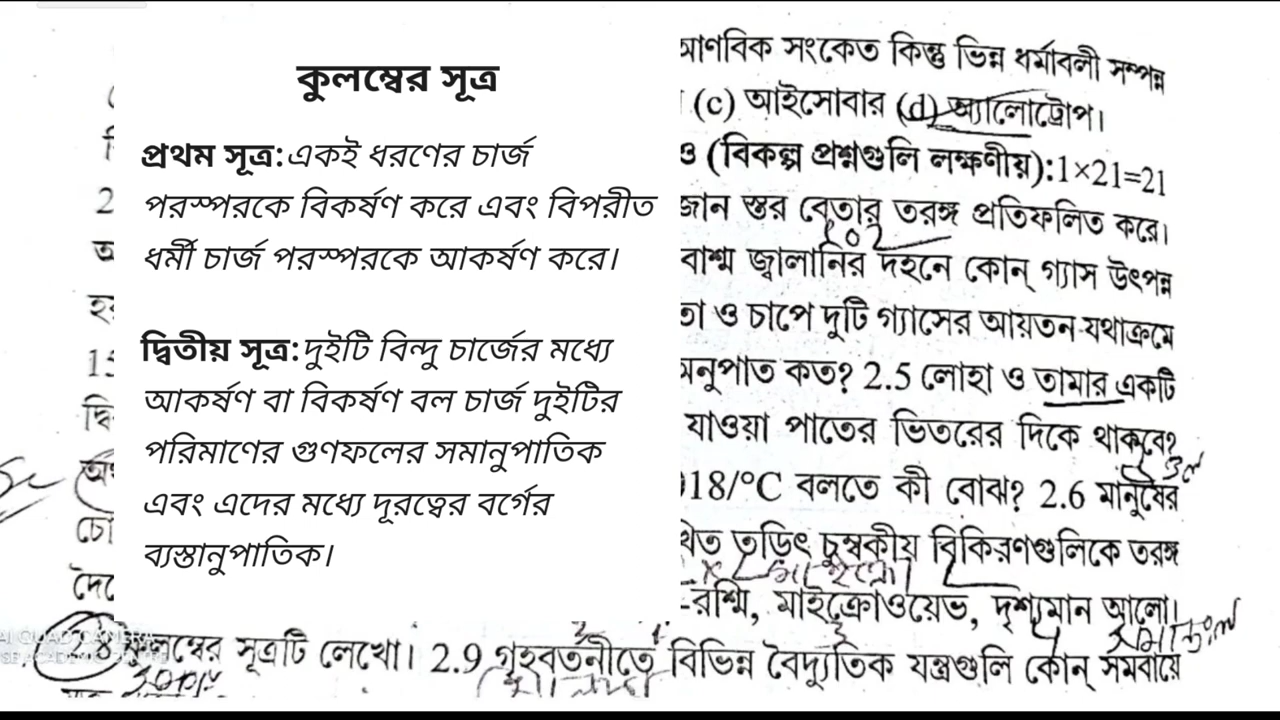 কুলম্বের সূত্র
প্রথম সূত্র: একই ধরণের চার্জ
পরস্পরকে বিকর্ষণ করে এবং বিপরীত
ধর্মী চার্জ পরস্পরকে আকর্ষণ করে।
দ্বিতীয় সূত্র: দুইটি বিন্দু চার্জের মধ্যে
আকর্ষণ বা বিকর্ষণ বল চার্জ দুইটির
পরিমাণের গুণফলের সমানুপাতিক
এবং এদের মধ্যে দূরত্বের বর্গের
ব্যস্তানুপাতিক।
আণবিক সংকেত কিন্তু ভিন্ন ধর্মাবলী সম্পন্ন
(c) আইসোবার (d) অ্যালোট্রোপ।
ও (বিকল্প প্রশ্নগুলি লক্ষণীয়):1×21=21
স্তর বেতার তরঙ্গ প্রতিফলিত করে।
জ্বালানির দহনে কোন্ গ্যাস উৎপন্ন
ও চাপে দুটি গ্যাসের আয়তন যথাক্রমে
কত? 2.5 লোহা ও তামার একটি
যাওয়া পাতের ভিতরের দিকে থাকবে?
18/°C বলতে কী বোঝ? 2.6 মানুষের
তড়িৎ চুম্বকীয় বিকিরণগুলিকে তরঙ্গ
-রশ্মি, মাইক্রোওয়েভ, দৃশ্যমান আলো।
2.8 কুলম্বের সূত্রটি লেখো। 2.9 গৃহবর্তনীতে বিভিন্ন বৈদ্যুতিক যন্ত্রগুলি কোন্ সমবায়ে